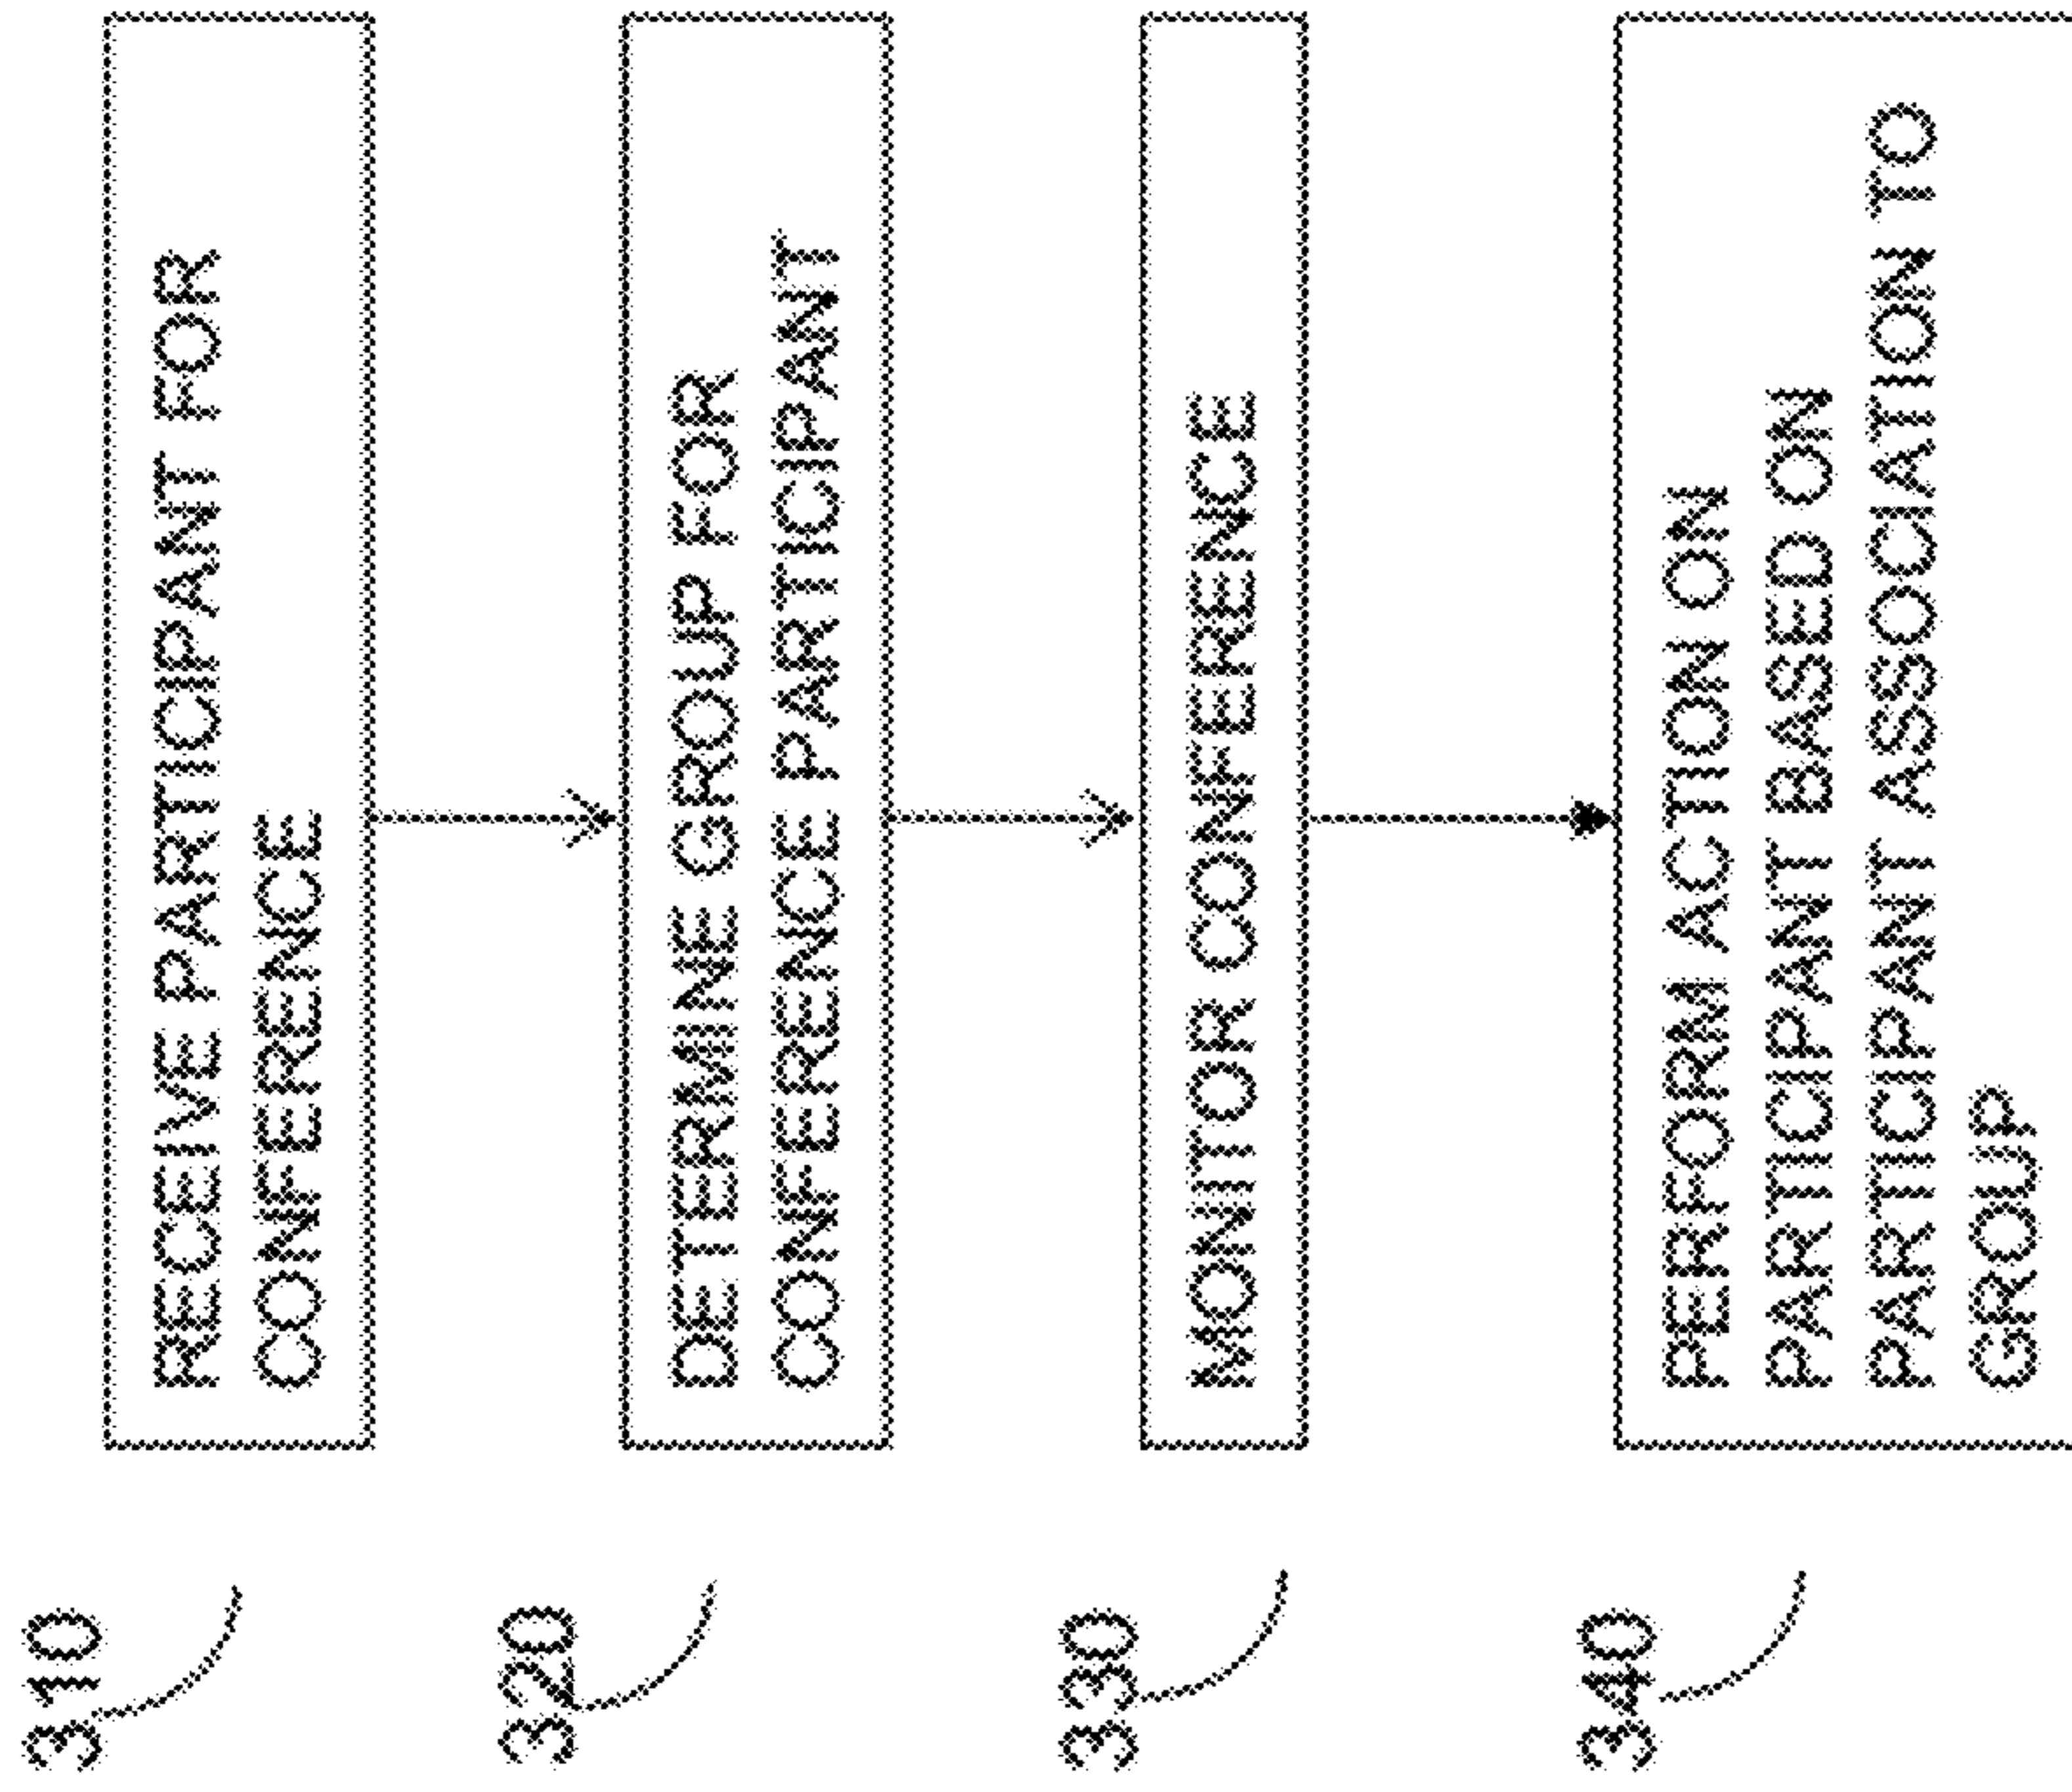 310
RECEIVE PARTICIPANT FOR
CONFERENCE
320
DETERMINE GROUP FOR
CONFERENCE PARTICIPANT
330
MONITOR CONFERENCE
340
PERFORM ACTION ON
PARTICIPANT BASED ON
PARTICIPANT ASSOCIATION TO
GROUP